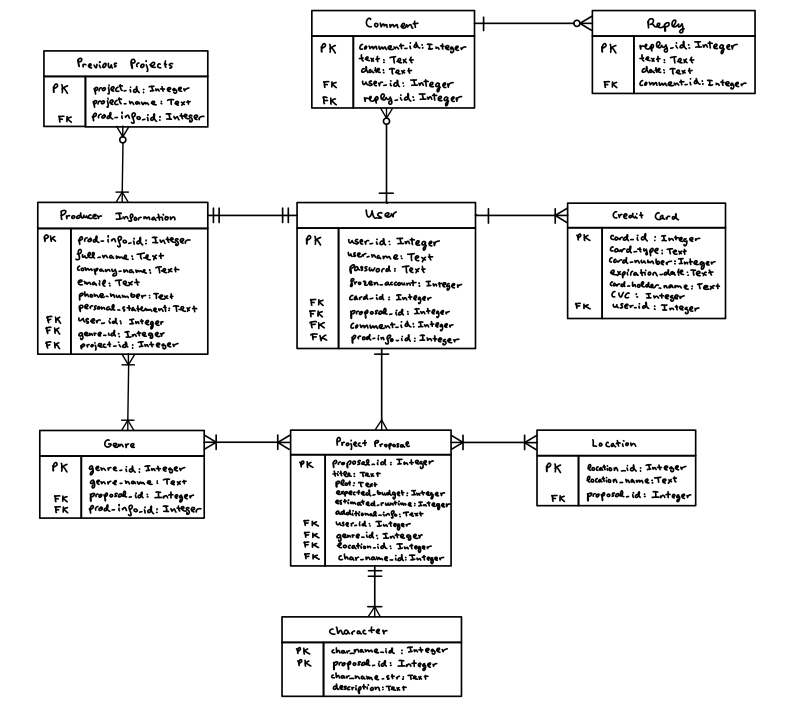 Comment
PK comment_id: Integer
text: Text
date: Text
FK user_id: Integer
FK reply_id: Integer
Reply
PK reply_id: Integer
text: Text
date: Text
FK comment_id: Integer
Previous Projects
PK project_id: Integer
project_name: Text
FK prod_info_id: Integer
Producer Information
PK prod_info_id: Integer
full_name: Text
company_name: Text
email: Text
phone_number: Text
personal_statement: Text
FK user_id: Integer
FK genre_id: Integer
FK project_id: Integer
User
PK user_id: Integer
user_name: Text
password: Text
frozen_account: Integer
FK card_id: Integer
FK proposal_id: Integer
FK comment_id: Integer
FK prod_info_id: Integer
Credit Card
PK card_id: Integer
card_type: Text
card_number: Integer
expiration_date: Text
card_holder_name: Text
CVC: Integer
FK user_id: Integer
Genre
PK genre_id: Integer
genre_name: Text
FK proposal_id: Integer
FK prod_info_id: Integer
Project Proposal
PK proposal_id: Integer
title: Text
plot: Text
expected_budget: Integer
estimated_runtime: Integer
additional_info: Text
FK user_id: Integer
FK genre_id: Integer
FK location_id: Integer
FK char_name_id: Integer
Location
PK location_id: Integer
location_name: Text
FK proposal_id: Integer
Character
PK char_name_id: Integer
PK proposal_id: Integer
char_name_str: Text
description: Text